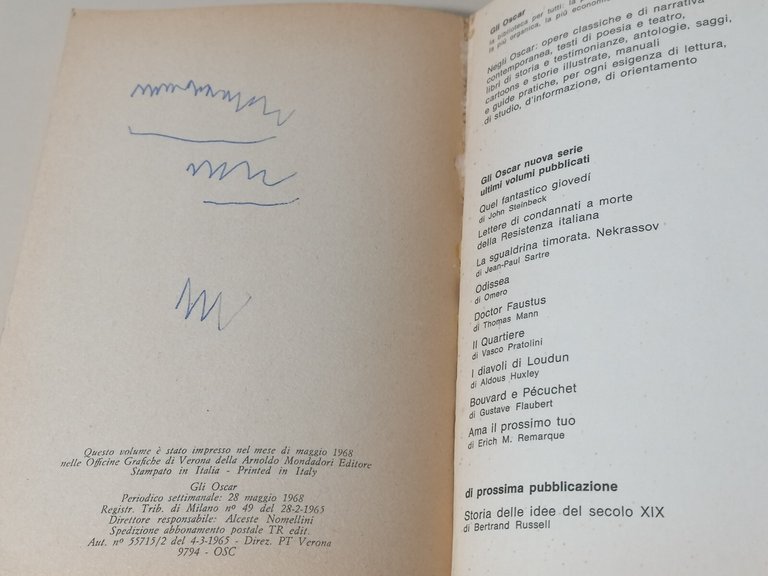 Questo volume è stato impresso nel mese di maggio 1968
nelle Officine Grafiche di Verona della Arnoldo Mondadori Editore
Stampato in Italia - Printed in Italy
Gli Oscar
Periodico settimanale: 28 maggio 1968
Registr. Trib. di Milano nº 49 del 28-2-1965
Direttore responsabile: Alceste Nomellini
Spedizione abbonamento postale TR edit.
Aut. nº 55715/2 del 4-3-1965 - Direz. PT Verona
9794 - OSC
Gli Oscar
la biblioteca per tutti: la
la più organica, la più economic
Negli Oscar: opere classiche e di narrativa
contemporanea, testi di poesia e teatro,
libri di storia e testimonianze, antologie, saggi,
cartoons e storie illustrate, manuali
e guide pratiche, per ogni esigenza di lettura,
di studio, d'informazione, di orientamento
Gli Oscar nuova serie
ultimi volumi pubblicati
Quel fantastico giovedì
di John Steinbeck
Lettere di condannati a morte
della Resistenza italiana
La sgualdrina timorata. Nekrassov
di Jean-Paul Sartre
Odissea
di Omero
Doctor Faustus
di Thomas Mann
Il Quartiere
di Vasco Pratolini
I diavoli di Loudun
di Aldous Huxley
Bouvard e Pécuchet
di Gustave Flaubert
Ama il prossimo tuo
di Erich M. Remarque
di prossima pubblicazione
Storia delle idee del secolo XIX
di Bertrand Russell